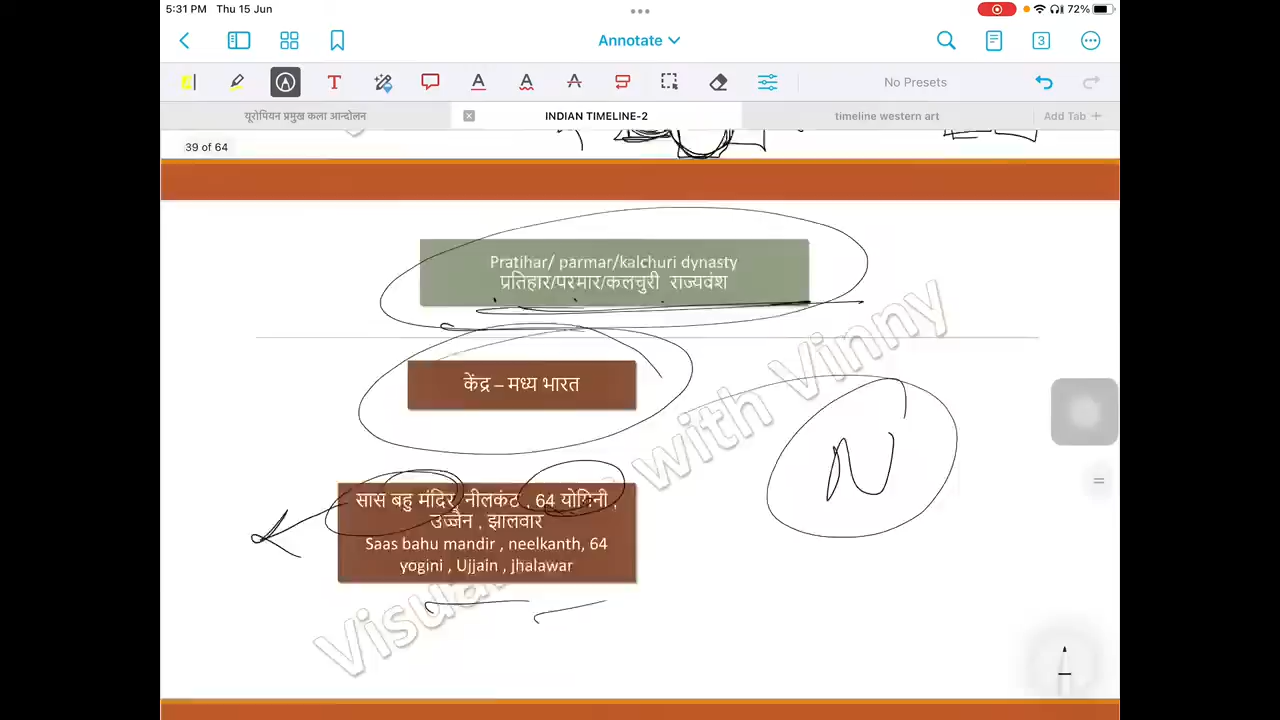 5:31 PM Thu 15 Jun
72%
Annotate
3
T
A
A
A
No Presets
यूरोपियन प्रमुख कला आन्दोलन
INDIAN TIMELINE-2
timeline western art
Add Tab +
39 of 64
Pratihar/ parmar/kalchuri dynasty
प्रतिहार/परमार/कलचुरी राज्यवंश
केंद्र – मध्य भारत
N
सास बहु मंदिर, नीलकंट , 64 योगिनी ,
उज्जैन , झालवार
Saas bahu mandir , neelkanth, 64
yogini , Ujjain , jhalawar
with Vinny